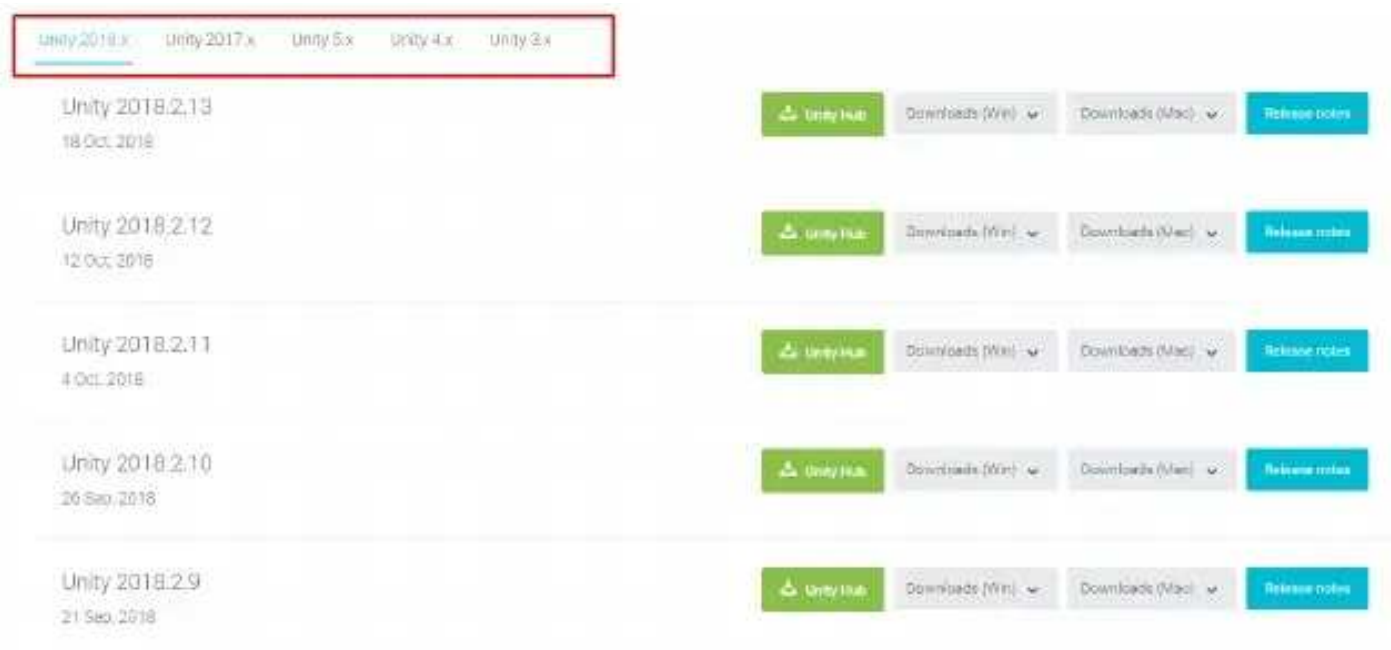 Unity 2018.x Unity 2017.x Unity 5.x Unity 4.x Unity 3.x
Unity 2018.2.13 Unity Hub Downloads (Win) Downloads (Mac) Release notes
18 Oct, 2018
Unity 2018.2.12 Unity Hub Downloads (Win) Downloads (Mac) Release notes
12 Oct, 2018
Unity 2018.2.11 Unity Hub Downloads (Win) Downloads (Mac) Release notes
4 Oct, 2018
Unity 2018.2.10 Unity Hub Downloads (Win) Downloads (Mac) Release notes
26 Sep, 2018
Unity 2018.2.9 Unity Hub Downloads (Win) Downloads (Mac) Release notes
21 Sep, 2018